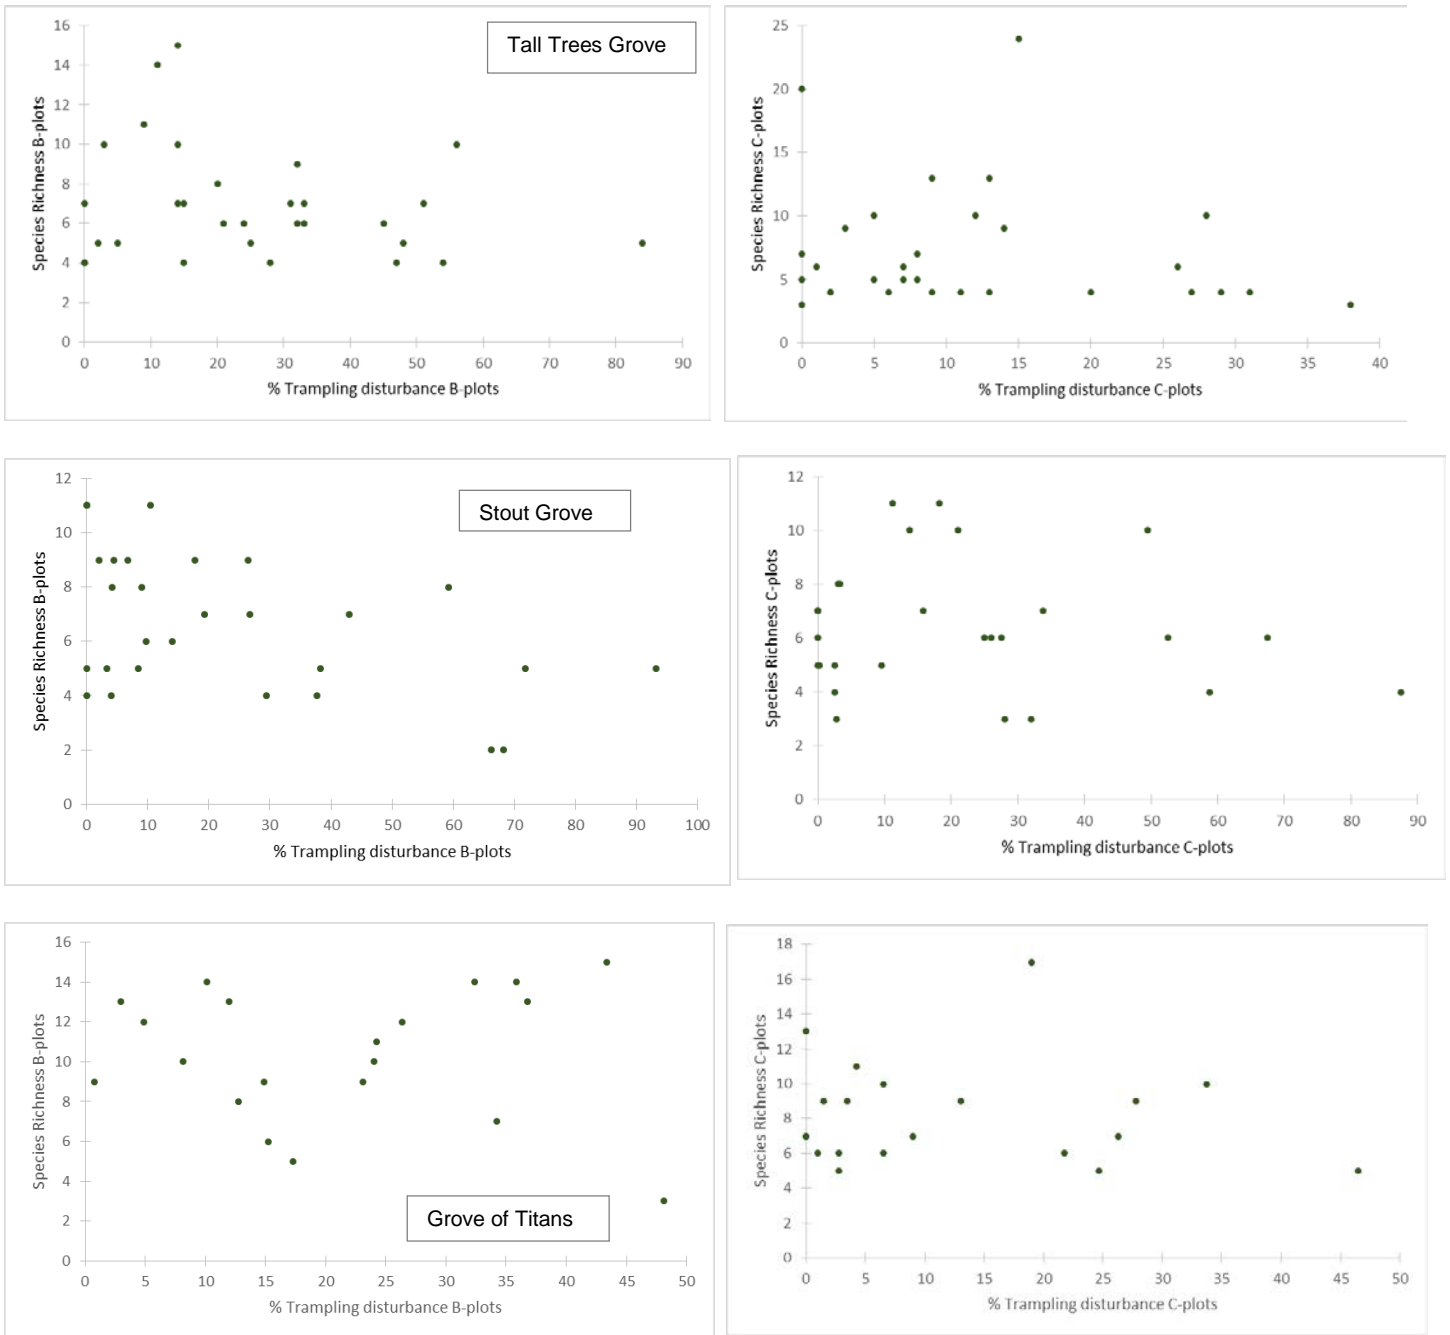 Tall Trees Grove
Species Richness B-plots
16
14
12
10
8
6
4
2
0
0 10 20 30 40 50 60 70 80 90
% Trampling disturbance B-plots
Species Richness C-plots
25
20
15
10
5
0
0 5 10 15 20 25 30 35 40
% Trampling disturbance C-plots
Stout Grove
Species Richness B-plots
12
10
8
6
4
2
0
0 10 20 30 40 50 60 70 80 90 100
% Trampling disturbance B-plots
Species Richness C-plots
12
10
8
6
4
2
0
0 10 20 30 40 50 60 70 80 90
% Trampling disturbance C-plots
Species Richness B-plots
16
14
12
10
8
6
4
2
0
Grove of Titans
0 5 10 15 20 25 30 35 40 45 50
% Trampling disturbance B-plots
Species Richness C-plots
18
16
14
12
10
8
6
4
2
0
0 5 10 15 20 25 30 35 40 45 50
% Trampling disturbance C-plots